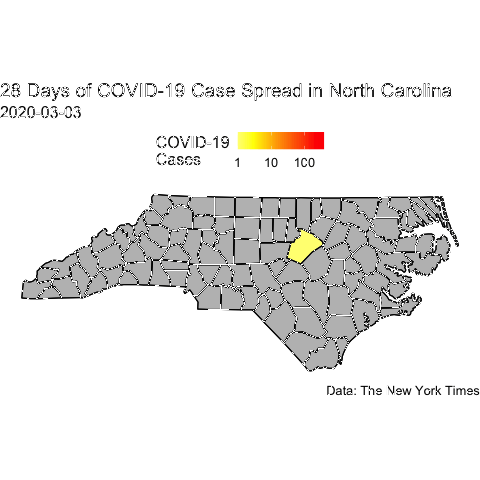 28 Days of COVID-19 Case Spread in North Carolina
2020-03-03
COVID-19
Cases
1 10 100
Data: The New York Times